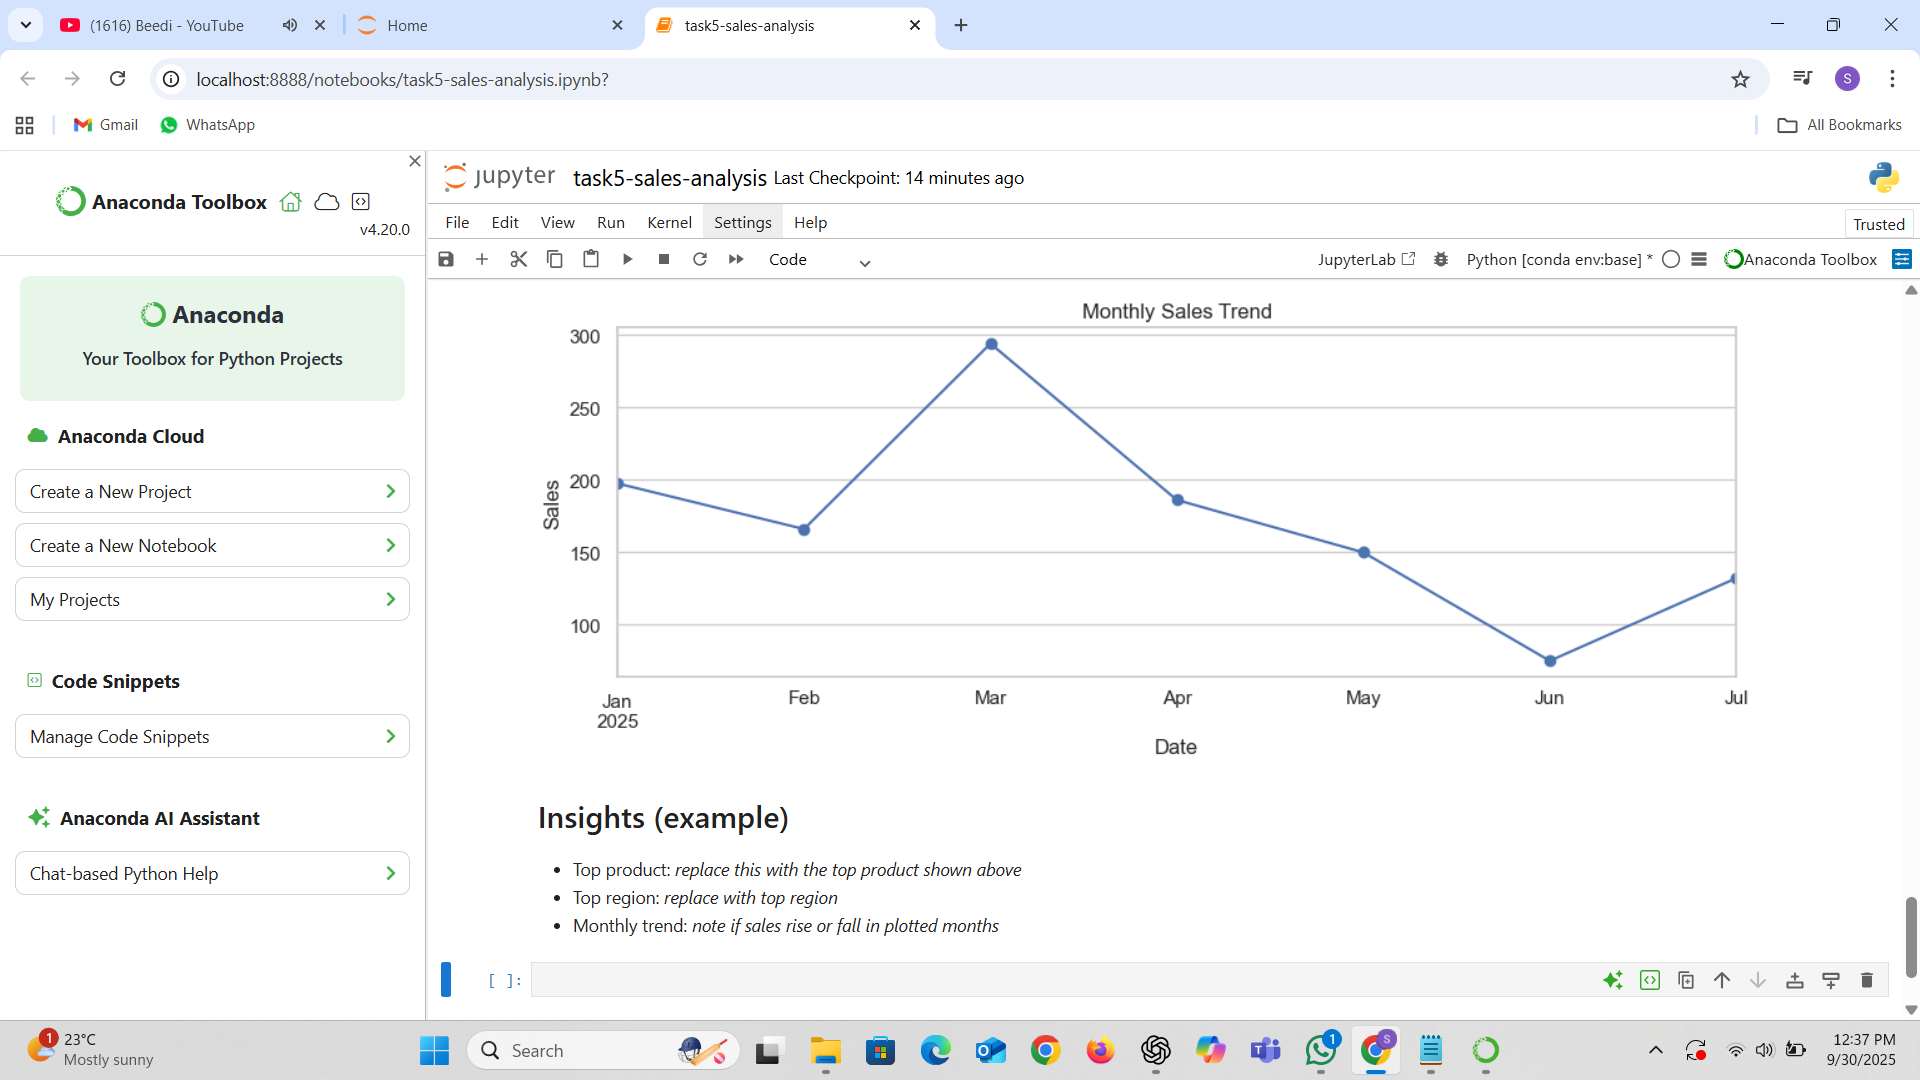 (1616) Beedi - YouTube
Home
task5-sales-analysis
localhost:8888/notebooks/task5-sales-analysis.ipynb?
S
Gmail
WhatsApp
All Bookmarks
Anaconda Toolbox
v4.20.0
Anaconda
Your Toolbox for Python Projects
Anaconda Cloud
Create a New Project
Create a New Notebook
My Projects
Code Snippets
Manage Code Snippets
Anaconda AI Assistant
Chat-based Python Help
jupyter task5-sales-analysis Last Checkpoint: 14 minutes ago
File Edit View Run Kernel Settings Help
Trusted
Code
JupyterLab
Python [conda env:base] *
Anaconda Toolbox
Monthly Sales Trend
300
250
200
150
100
Sales
Jan Feb Mar Apr May Jun Jul
2025
Date
Insights (example)
• Top product: replace this with the top product shown above
• Top region: replace with top region
• Monthly trend: note if sales rise or fall in plotted months
[ ]:
1
23°C
Mostly sunny
Search
1
S
12:37 PM
9/30/2025